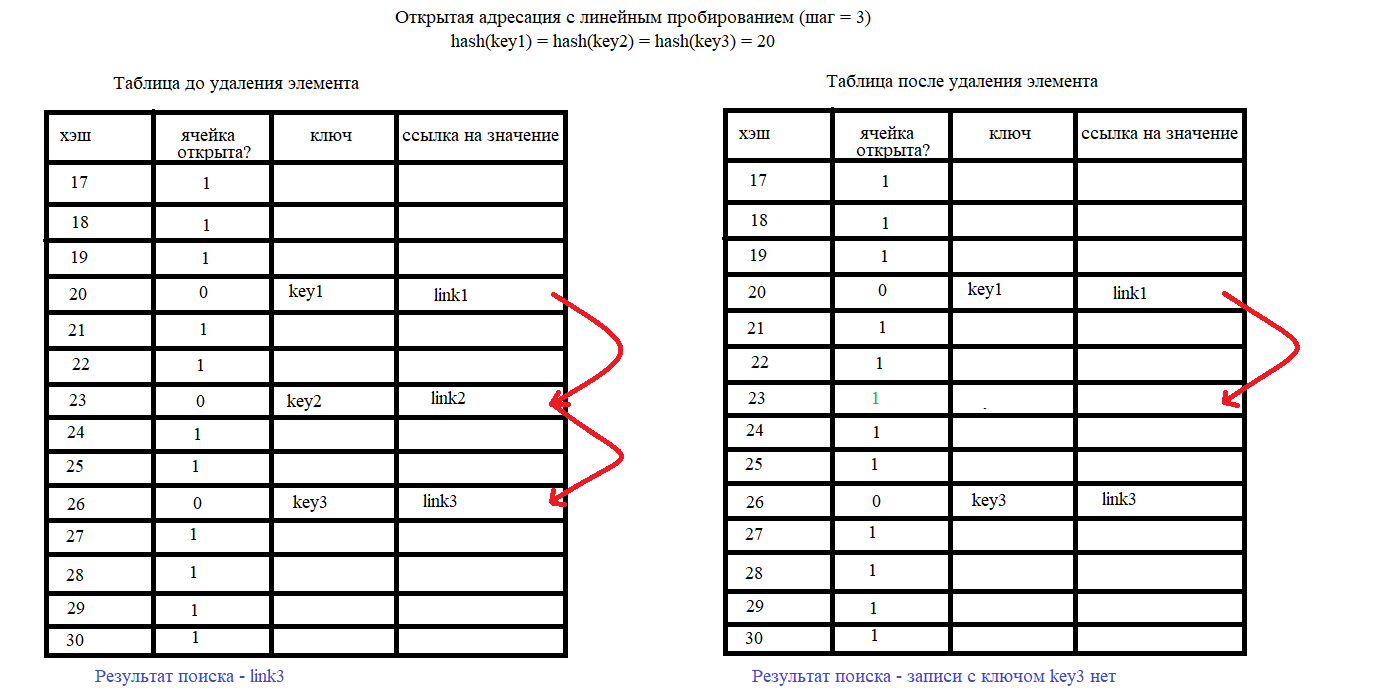 Открытая адресация с линейным пробированием (шаг = 3)
hash(key1) = hash(key2) = hash(key3) = 20
Таблица до удаления элемента
хэш ячейка открыта? ключ ссылка на значение
17 1
18 1
19 1
20 0 key1 link1
21 1
22 1
23 0 key2 link2
24 1
25 1
26 0 key3 link3
27 1
28 1
29 1
30 1
Результат поиска - link3
Таблица после удаления элемента
хэш ячейка открыта? ключ ссылка на значение
17 1
18 1
19 1
20 0 key1 link1
21 1
22 1
23 1
24 1
25 1
26 0 key3 link3
27 1
28 1
29 1
30 1
Результат поиска - записи с ключом key3 нет